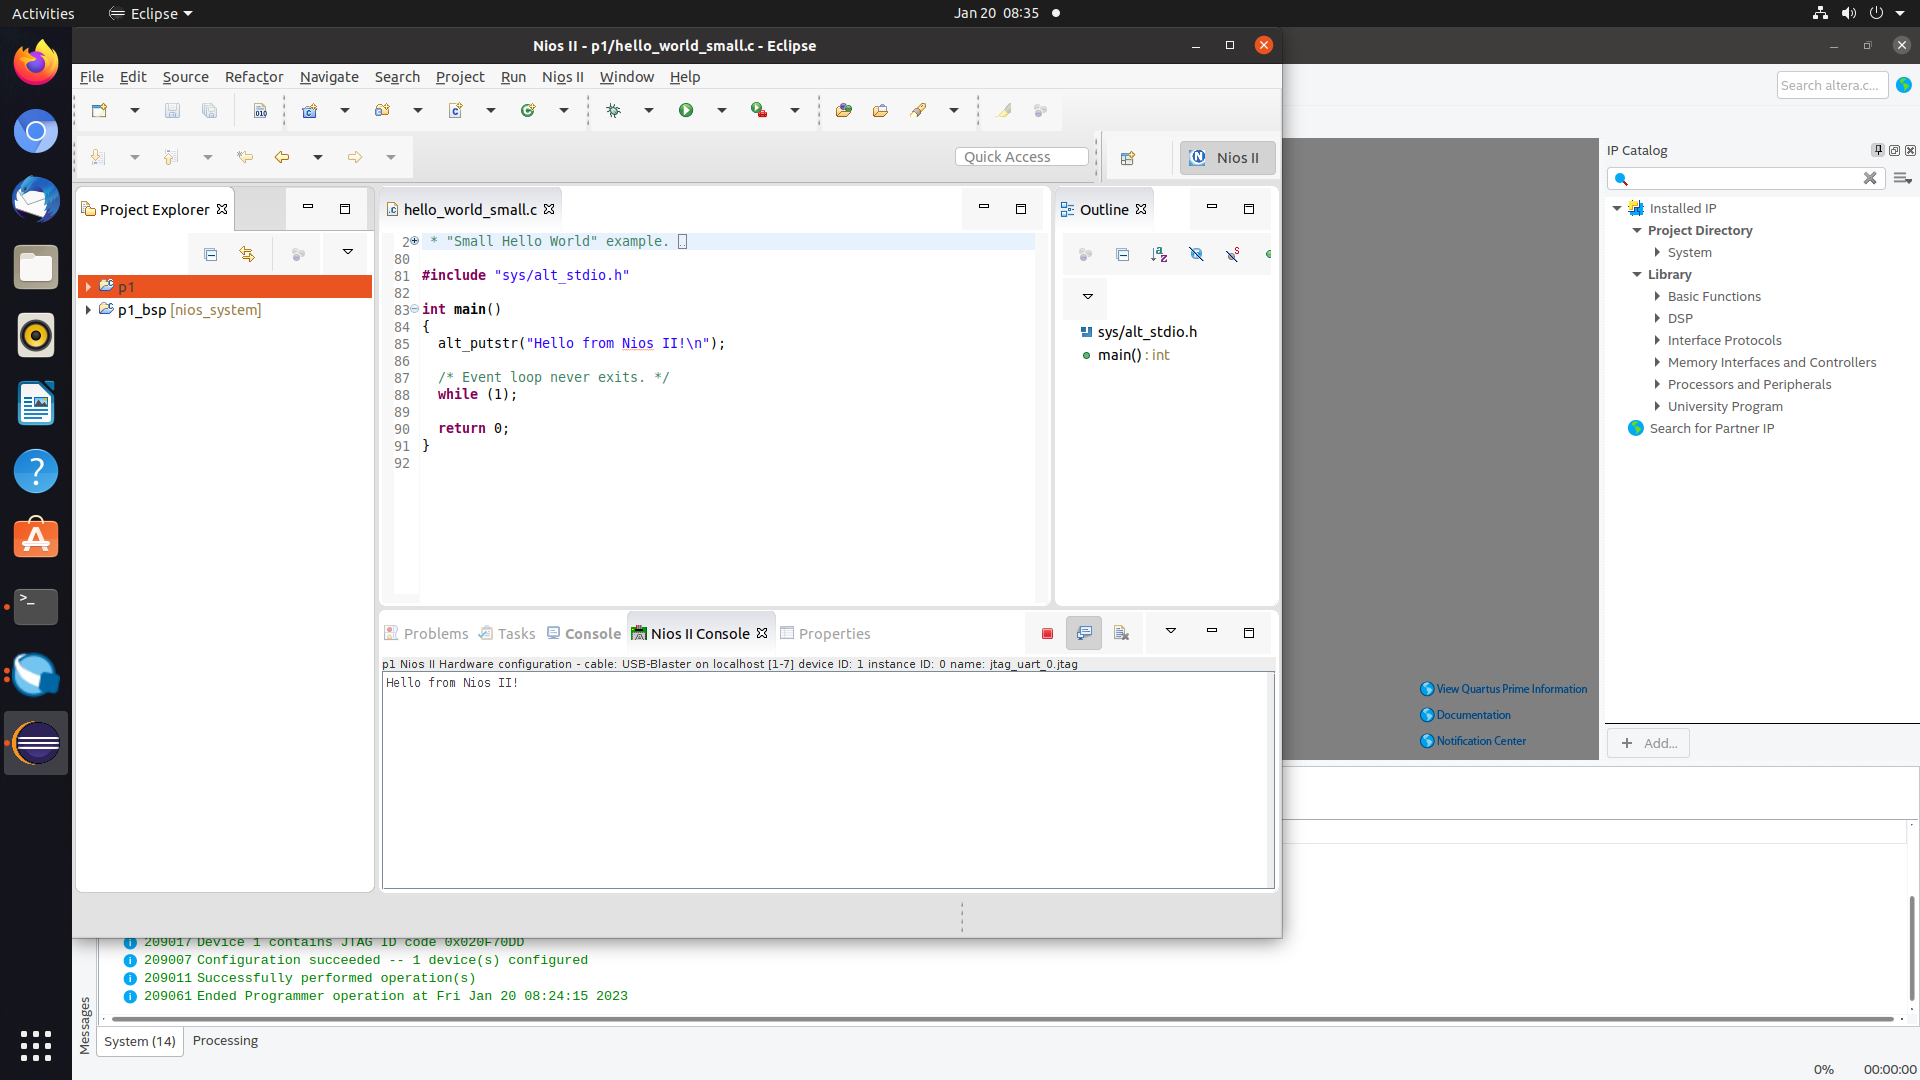 Activities
Eclipse
Jan 20 08:35
Nios II - p1/hello_world_small.c - Eclipse
File Edit Source Refactor Navigate Search Project Run Nios II Window Help
Search altera.c...
Quick Access
Nios II
Project Explorer
p1
p1_bsp [nios_system]
hello_world_small.c
2 * "Small Hello World" example.
80
81 #include "sys/alt_stdio.h"
82
83 int main()
84 {
85 alt_putstr("Hello from Nios II!\n");
86
87 /* Event loop never exits. */
88 while (1);
89
90 return 0;
91 }
92
Outline
sys/alt_stdio.h
main() : int
Problems Tasks Console Nios II Console Properties
p1 Nios II Hardware configuration - cable: USB-Blaster on localhost [1-7] device ID: 1 instance ID: 0 name: jtag_uart_0.jtag
Hello from Nios II!
IP Catalog
Installed IP
Project Directory
System
Library
Basic Functions
DSP
Interface Protocols
Memory Interfaces and Controllers
Processors and Peripherals
University Program
Search for Partner IP
+ Add...
View Quartus Prime Information
Documentation
Notification Center
209017 Device 1 contains JTAG ID code 0x020F70DD
209007 Configuration succeeded -- 1 device(s) configured
209011 Successfully performed operation(s)
209061 Ended Programmer operation at Fri Jan 20 08:24:15 2023
Messages
System (14) Processing
0% 00:00:00